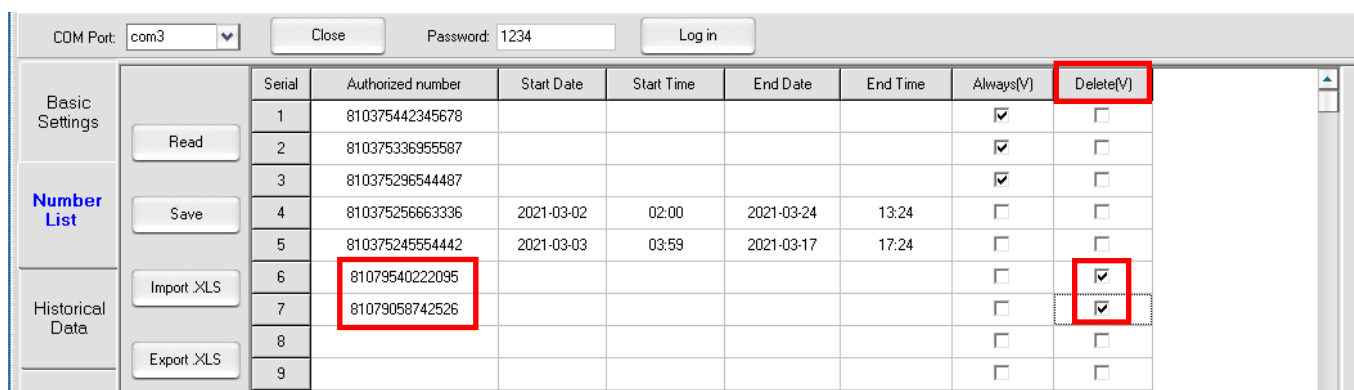 COM Port: com3 Close Password: 1234 Log in
Basic
Settings
Number
List
Historical
Data
Read
Save
Import .XLS
Export .XLS
Serial Authorized number Start Date Start Time End Date End Time Always(V) Delete(V)
1 810375442345678
2 810375336955587
3 810375296544487
4 810375256663336 2021-03-02 02:00 2021-03-24 13:24
5 810375245554442 2021-03-03 03:59 2021-03-17 17:24
6 81079540222095
7 81079058742526
8
9